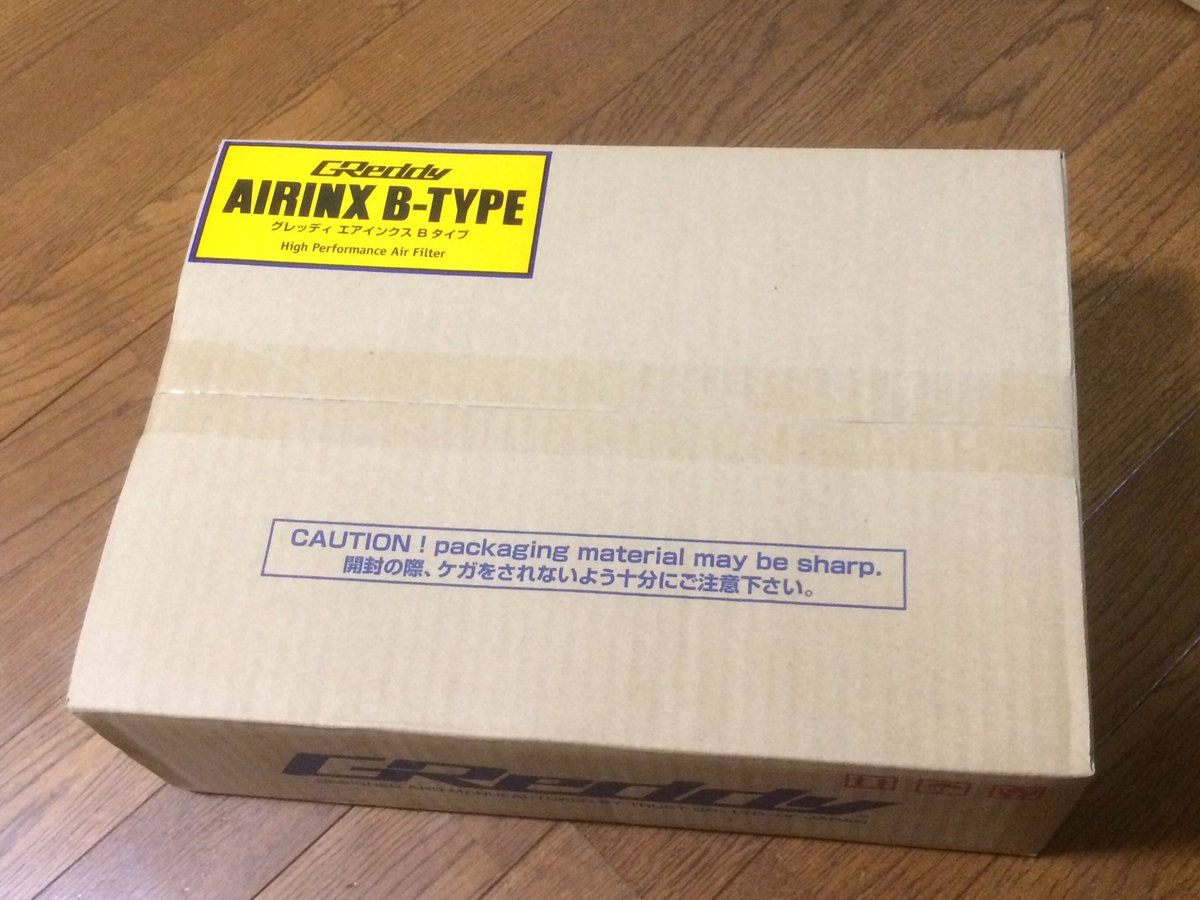 GReddy
AIRINX B-TYPE
グレッディ エアインクス B タイプ
High Performance Air Filter
CAUTION ! packaging material may be sharp.
開封の際、ケガをされないよう十分にご注意下さい。
GReddy